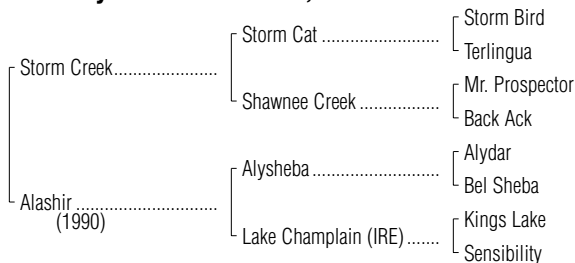 Storm Bird
Storm Cat ........................
Terlingua
Storm Creek.....................
Mr. Prospector
Shawnee Creek ................
Back Ack
Alydar
Alysheba .........................
Bel Sheba
Alashir .............................
(1990)
Kings Lake
Lake Champlain (IRE).......
Sensibility